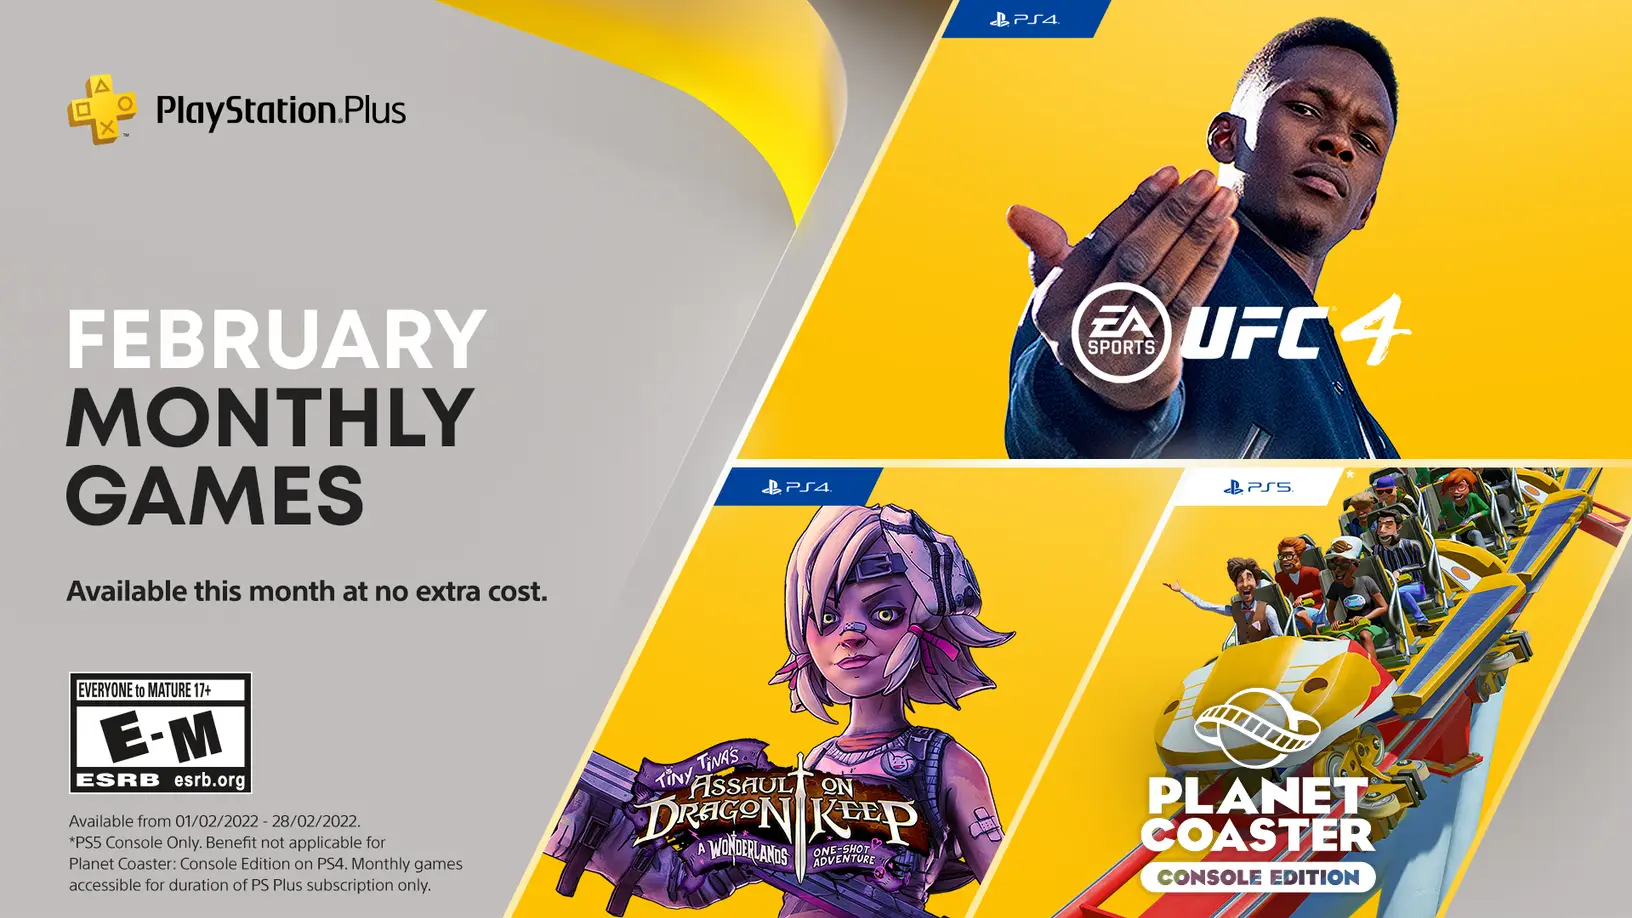 PlayStation.Plus
FEBRUARY
MONTHLY
GAMES
Available this month at no extra cost.
EVERYONE to MATURE 17+
E-M
ESRB esrb.org
Available from 01/02/2022 - 28/02/2022.
*PS5 Console Only. Benefit not applicable for
Planet Coaster: Console Edition on PS4. Monthly games
accessible for duration of PS Plus subscription only.
PS4
EA
SPORTS
UFC 4
PS4
TINY TINA'S
ASSAULT ON
DRAGON KEEP
A WONDERLANDS
ONE-SHOT
ADVENTURE
PS5 *
PLANET
COASTER
CONSOLE EDITION